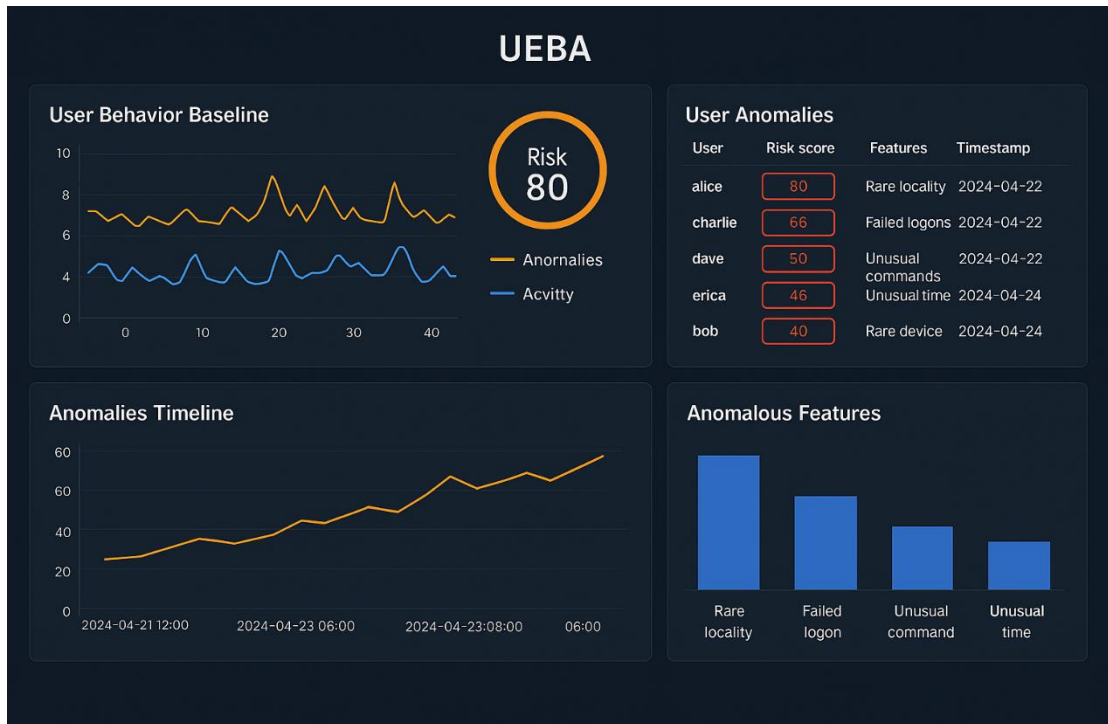 UEBA
User Behavior Baseline
10
8
6
4
0
0 10 20 30 40
Risk
80
Anornalies
Acvitty
User Anomalies
User Risk score Features Timestamp
alice 80 Rare locality 2024-04-22
charlie 66 Failed logons 2024-04-22
dave 50 Unusual 2024-04-22
commands
erica 46 Unusual time 2024-04-24
bob 40 Rare device 2024-04-24
Anomalies Timeline
60
60
40
20
0
2024-04-21 12:00 2024-04-23 06:00 2024-04-23:08:00 06:00
Anomalous Features
Rare Failed Unusual Unusual
locality logon command time